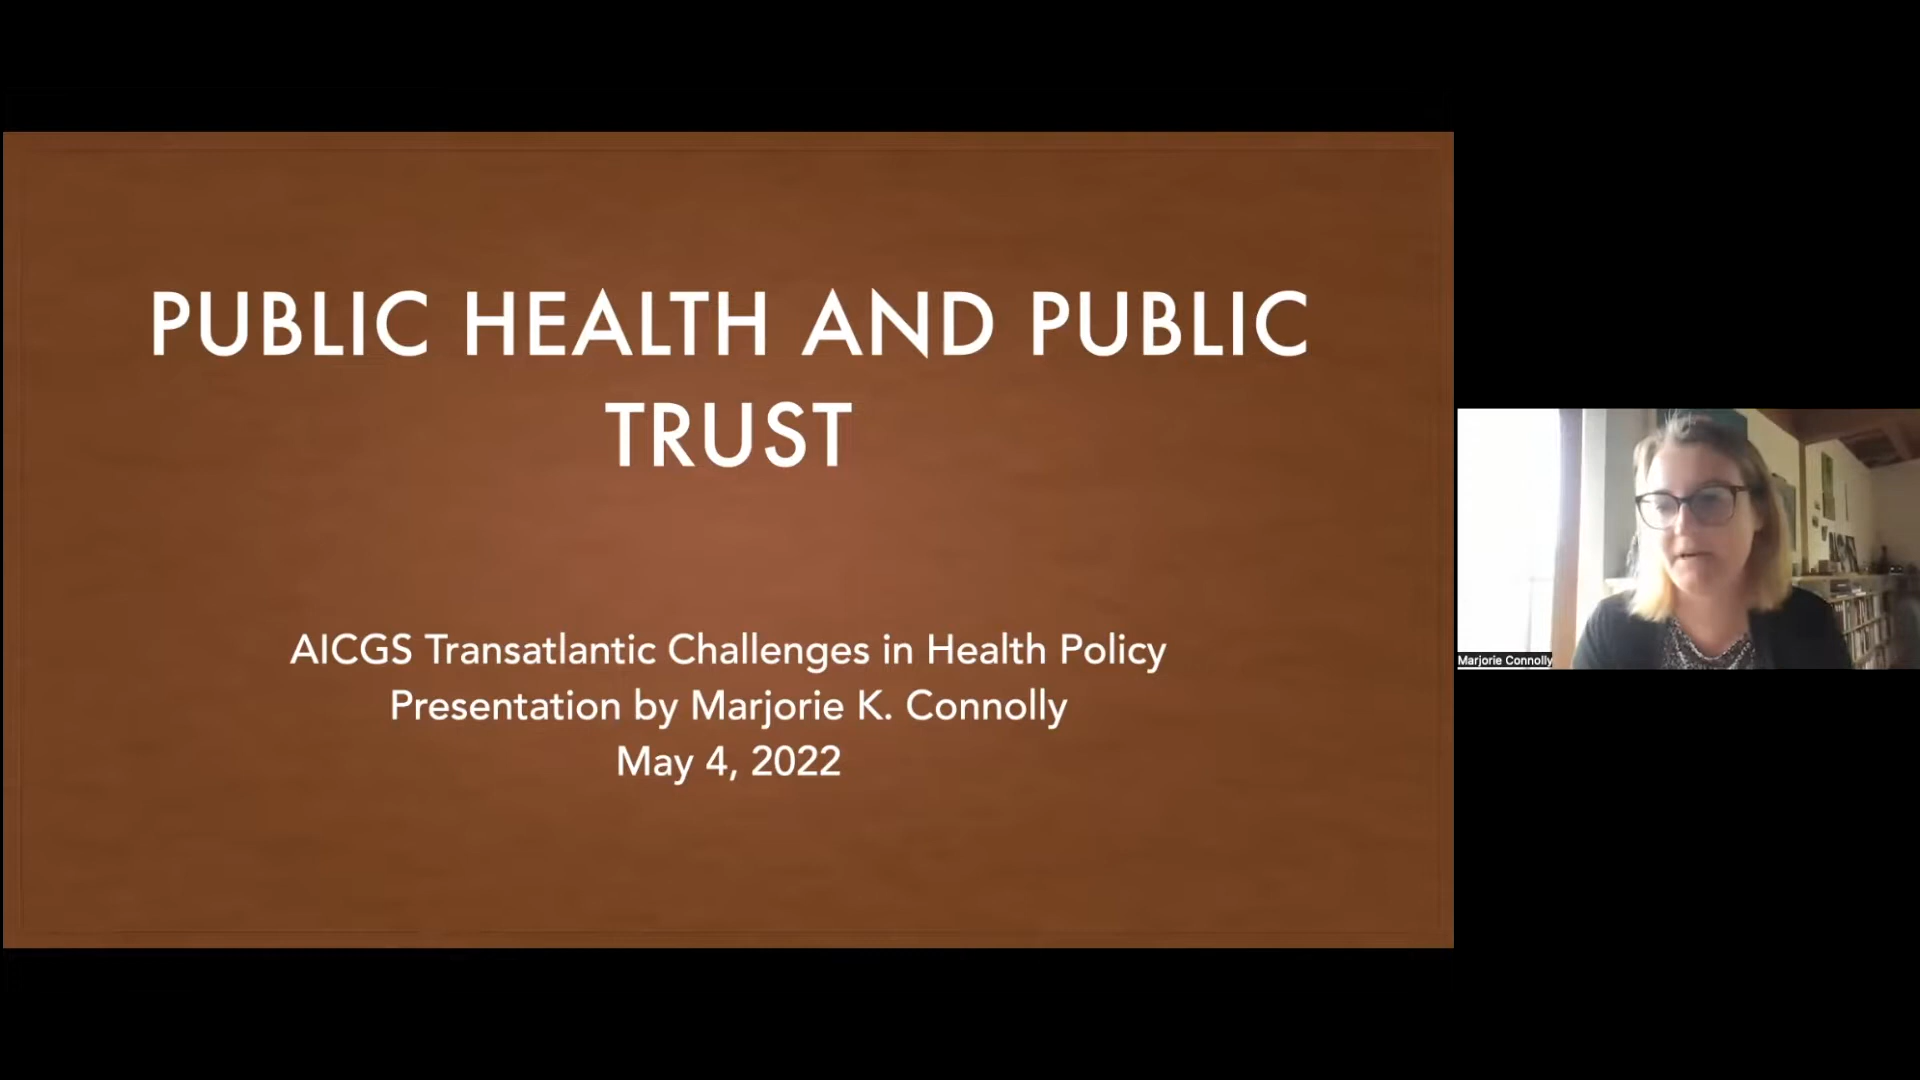 PUBLIC HEALTH AND PUBLIC
TRUST
AICGS Transatlantic Challenges in Health Policy
Presentation by Marjorie K. Connolly
May 4, 2022
Marjorie Connolly